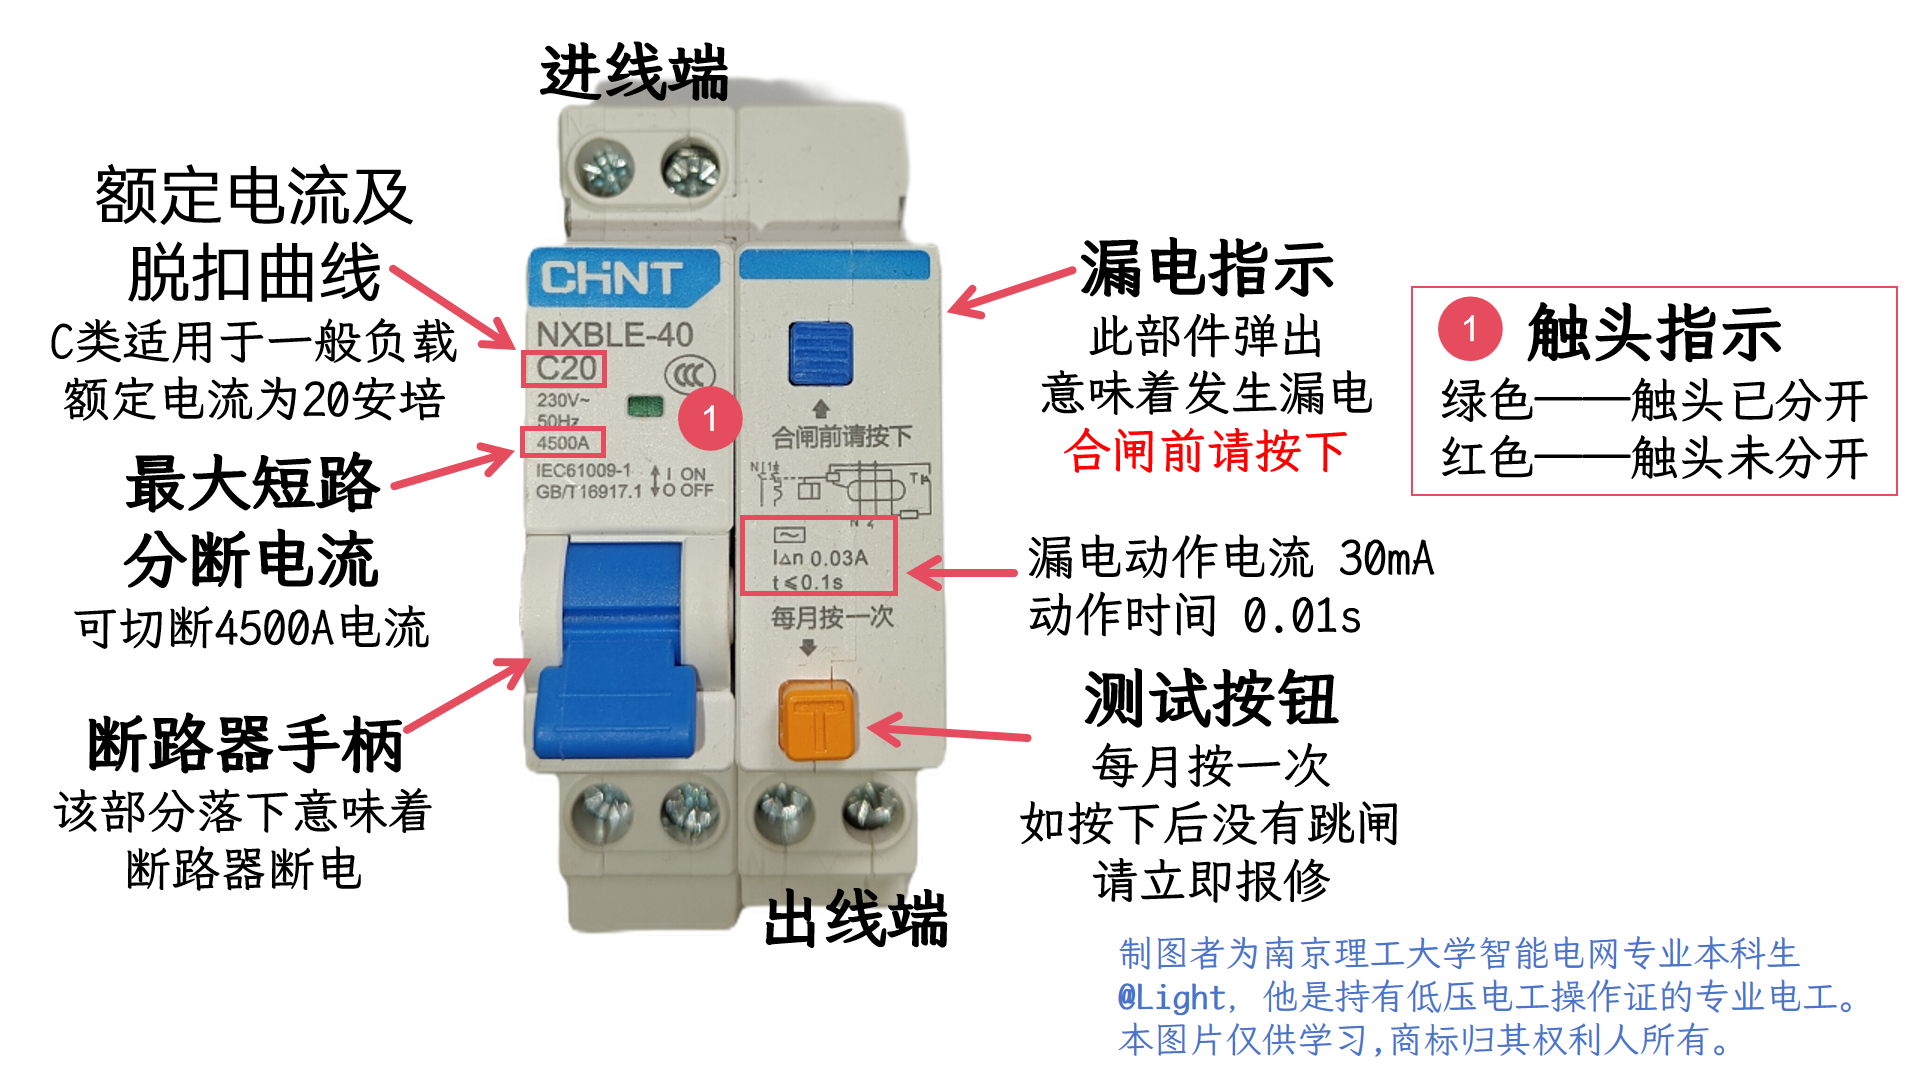 进线端
额定电流及
脱扣曲线
C类适用于一般负载
额定电流为20安培
最大短路
分断电流
可切断4500A电流
断路器手柄
该部分落下意味着
断路器断电
CHNT
NXBLE-40
C20
CCC
230V~
50Hz
4500A
IEC61009-1
GB/T16917.1
I ON
O OFF
1
合闸前请按下
N
T
N 2
I△n 0.03A
t≤0.1s
每月按一次
T
出线端
漏电指示
此部件弹出
意味着发生漏电
合闸前请按下
漏电动作电流 30mA
动作时间 0.01s
测试按钮
每月按一次
如按下后没有跳闸
请立即报修
1 触头指示
绿色——触头已分开
红色——触头未分开
制图者为南京理工大学智能电网专业本科生
@Light, 他是持有低压电工操作证的专业电工。
本图片仅供学习,商标归其权利人所有。